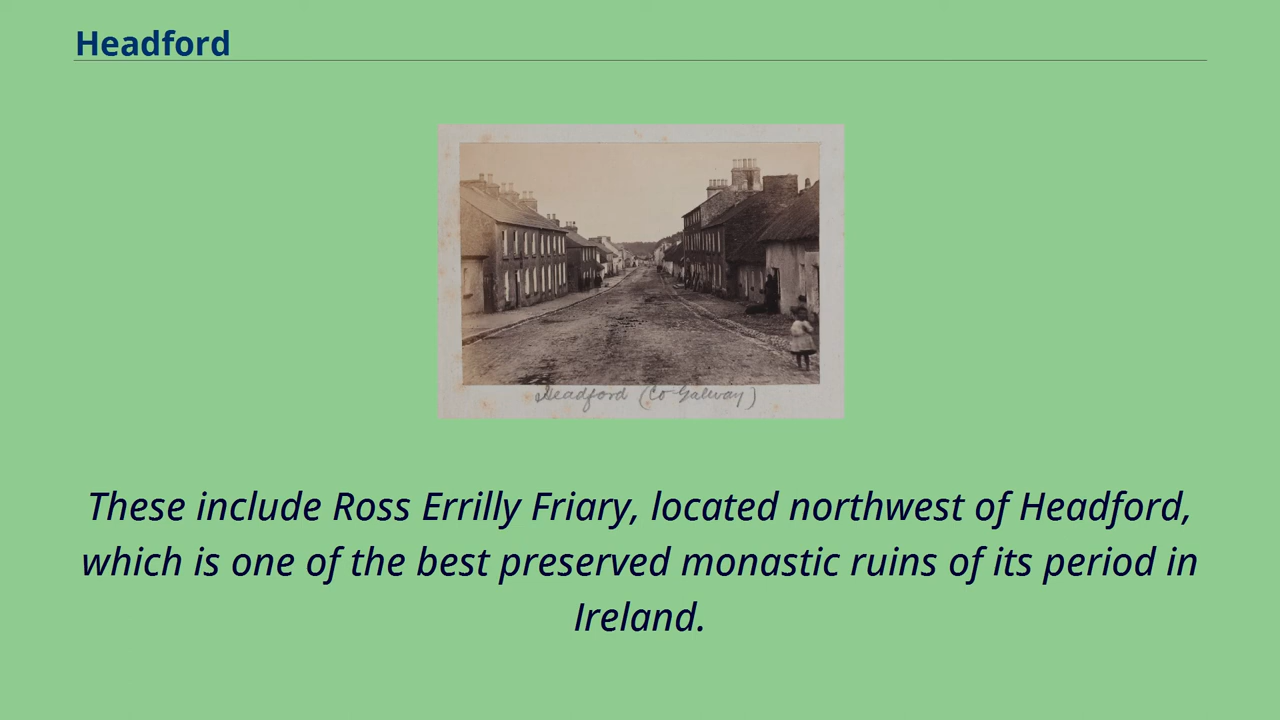 Headford
Headford (Co Galway)
These include Ross Errilly Friary, located northwest of Headford,
which is one of the best preserved monastic ruins of its period in
Ireland.